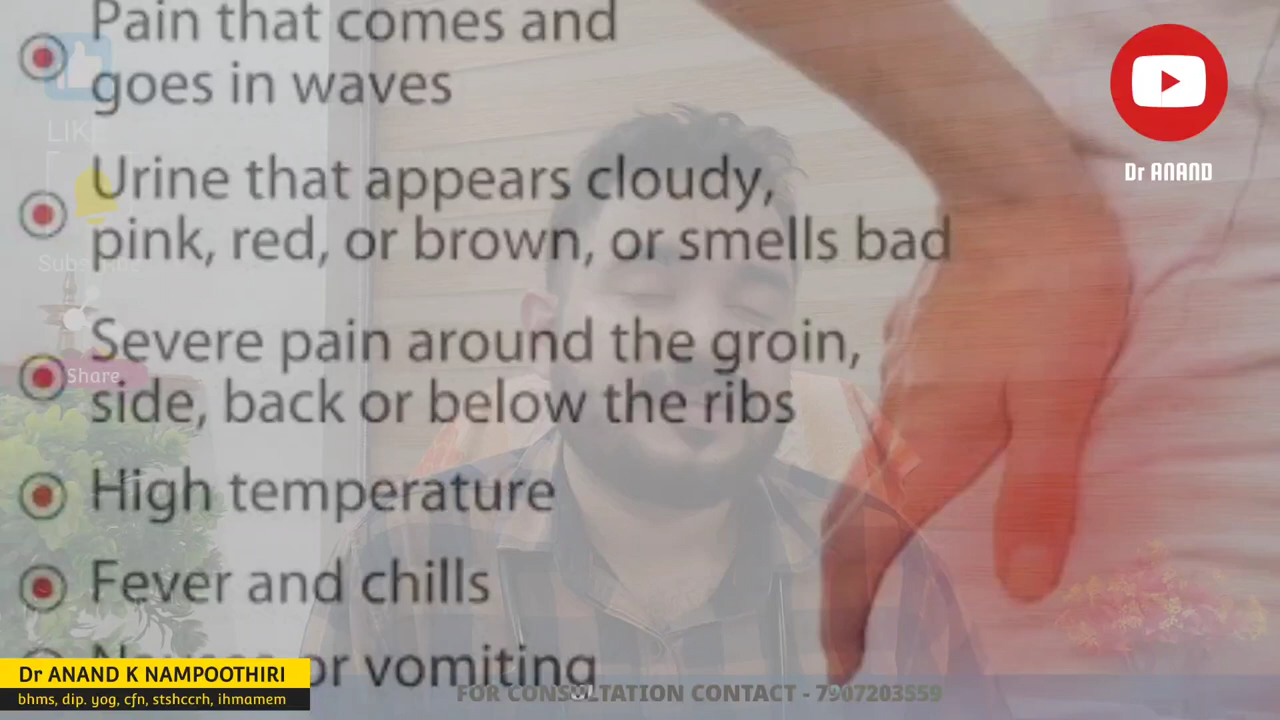 Pain that comes and
goes in waves
LIK
Urine that appears cloudy,
pink, red, or brown, or smells bad
Severe pain around the groin,
Share
side, back or below the ribs
High temperature
Fever and chills
or vomiting
Dr ANAND
Dr ANAND K NAMPOOTHIRI
bhms, dip. yog, cfn, stshccrh, ihmamem
FOR CONSULTATION CONTACT - 7907203559